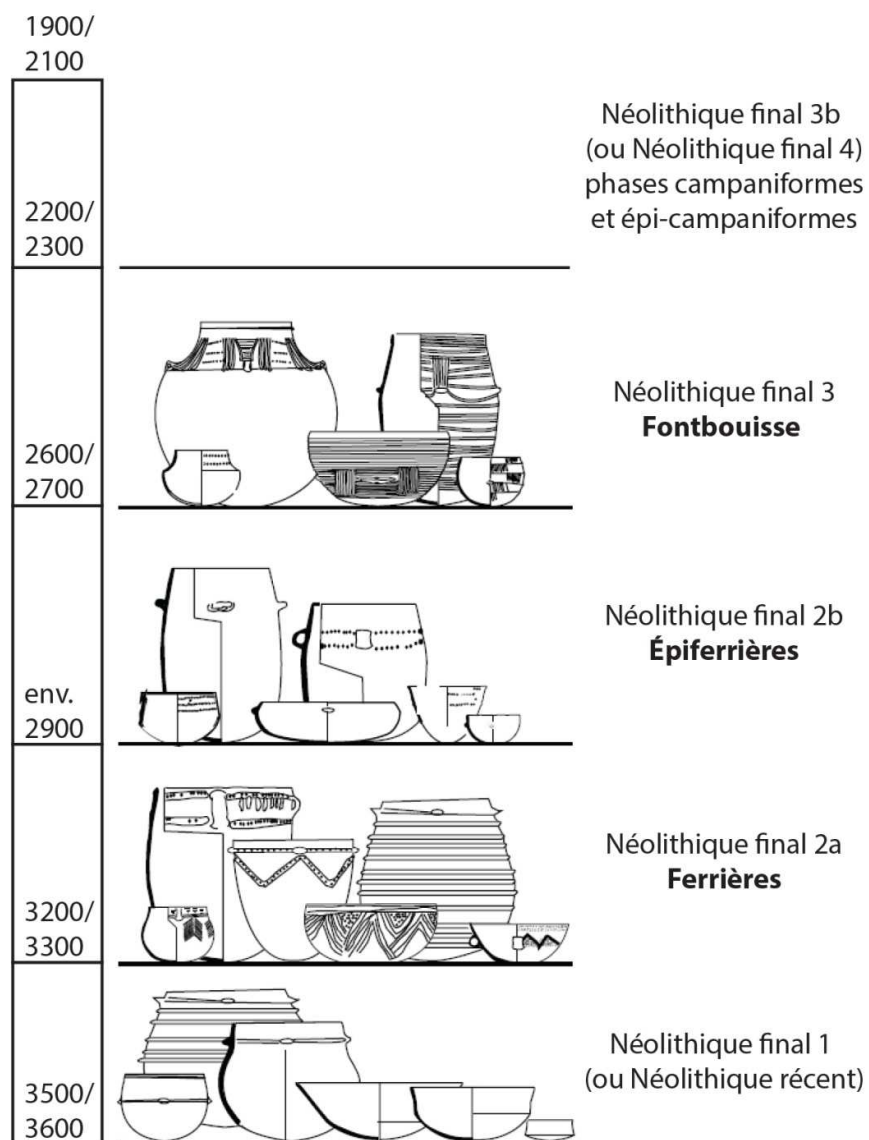 1900/
2100
Néolithique final 3b
(ou Néolithique final 4)
phases campaniformes
et épi-campaniformes
2200/
2300
Néolithique final 3
Fontbouisse
2600/
2700
Néolithique final 2b
Épiferrières
env.
2900
Néolithique final 2a
Ferrières
3200/
3300
Néolithique final 1
(ou Néolithique récent)
3500/
3600